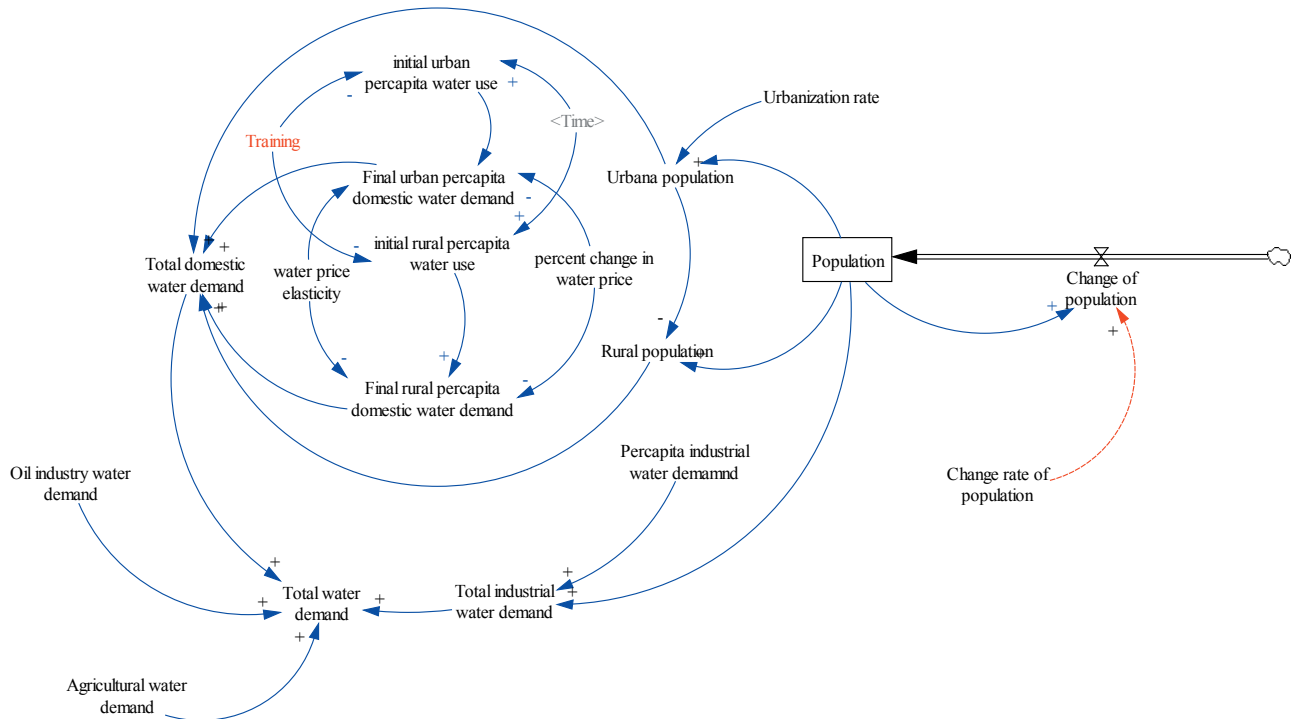 initial urban
percapita water use
-
+
Urbanization rate
Training
<Time>
Final urban percapita
domestic water demand
-
+
Urbana population
+
initial rural percapita
water use
-
+
+
Total domestic
water demand
water price
elasticity
percent change in
water price
Population
Change of
population
+
+
+
+
-
Rural population
+
-
+
-
Final rural percapita
domestic water demand
Percapita industrial
water demamnd
Oil industry water
demand
Change rate of
population
+
+
Total water
demand
+
+
Total industrial
water demand
+
+
Agricultural water
demand